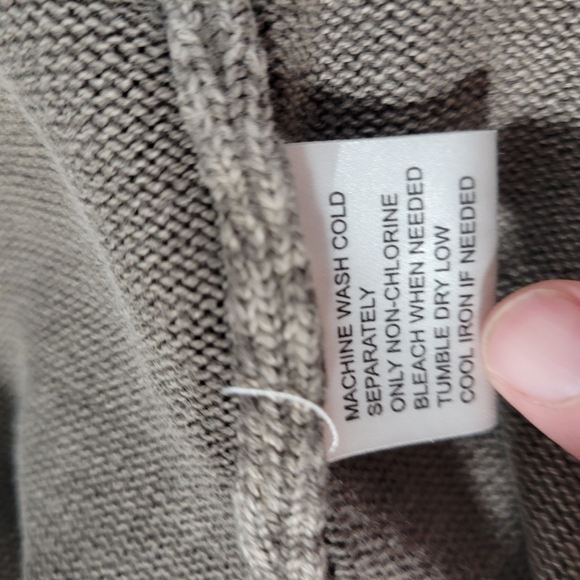 MACHINE WASH COLD
SEPARATELY
ONLY NON-CHLORINE
BLEACH WHEN NEEDED
TUMBLE DRY LOW
COOL IRON IF NEEDED